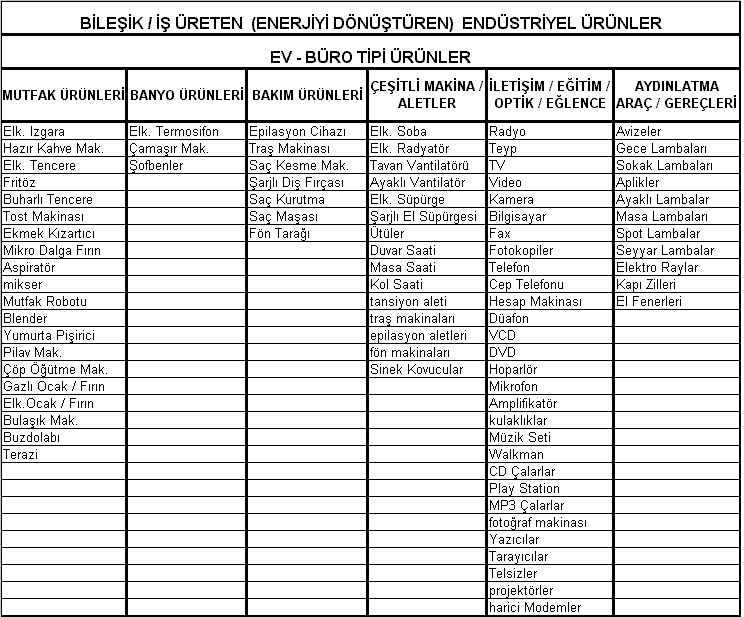 BİLEŞİK / İŞ ÜRETEN (ENERJİYİ DÖNÜŞTÜREN) ENDÜSTRİYEL ÜRÜNLER
EV - BÜRO TİPİ ÜRÜNLER
MUTFAK ÜRÜNLERİ BANYO ÜRÜNLERİ BAKIM ÜRÜNLERİ ÇEŞİTLİ MAKİNA / ALETLER İLETİŞİM / EĞİTİM / OPTİK / EĞLENCE AYDINLATMA ARAÇ / GEREÇLERİ
Elk. Izgara Elk. Termosifon Epilasyon Cihazı Elk. Soba Radyo Avizeler
Hazır Kahve Mak. Çamaşır Mak. Traş Makinası Elk. Radyatör Teyp Gece Lambaları
Elk. Tencere Şofbenler Saç Kesme Mak. Tavan Vantilatörü TV Sokak Lambaları
Fritöz Şarjlı Diş Fırçası Ayaklı Vantilatör Video Aplikler
Buharlı Tencere Saç Kurutma Elk. Süpürge Kamera Ayaklı Lambalar
Tost Makinası Saç Maşası Şarjlı El Süpürgesi Bilgisayar Masa Lambaları
Ekmek Kızartıcı Fön Tarağı Ütüler Fax Spot Lambalar
Mikro Dalga Fırın Duvar Saati Fotokopiler Seyyar Lambalar
Aspiratör Masa Saati Telefon Elektro Raylar
mikser Kol Saati Cep Telefonu Kapı Zilleri
Mutfak Robotu tansiyon aleti Hesap Makinası El Fenerleri
Blender traş makinaları Düafon
Yumurta Pişirici epilasyon aletleri VCD
Pilav Mak. fön makinaları DVD
Çöp Öğütme Mak. Sinek Kovucular Hoparlör
Gazlı Ocak / Fırın Mikrofon
Elk.Ocak / Fırın Amplifikatör
Bulaşık Mak. kulaklıklar
Buzdolabı Müzik Seti
Terazi Walkman
CD Çalarlar
Play Station
MP3 Çalarlar
fotoğraf makinası
Yazıcılar
Tarayıcılar
Telsizler
projektörler
harici Modemler